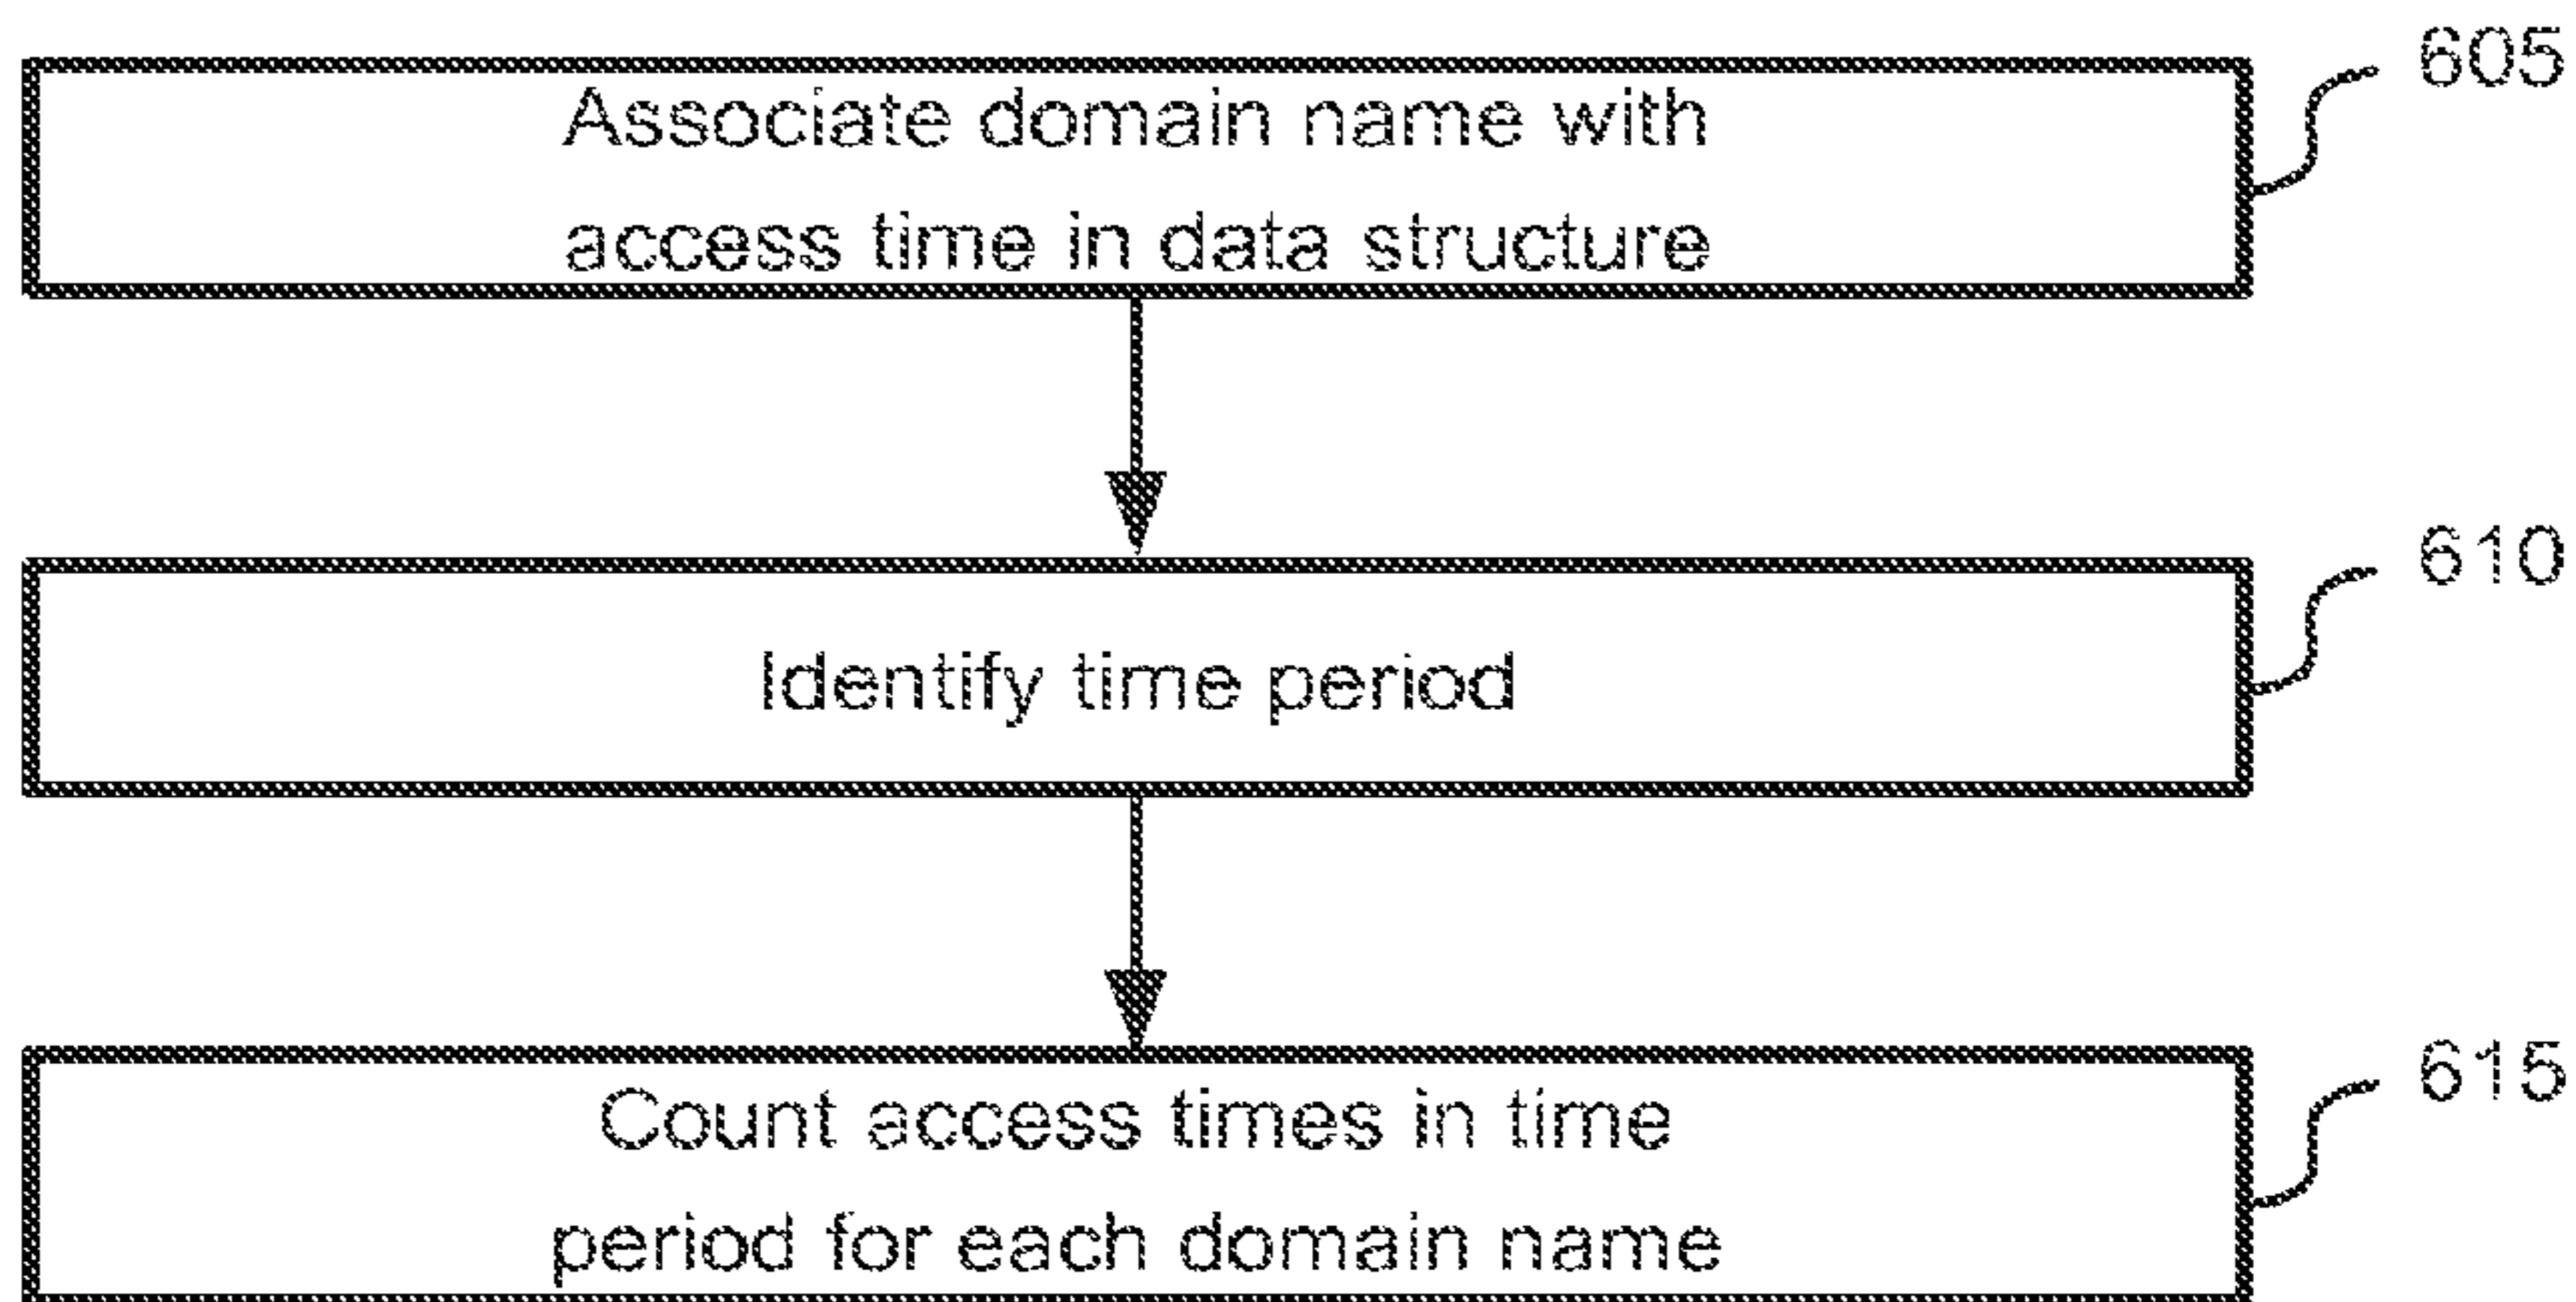 605
Associate domain name with
access time in data structure
610
Identify time period
615
Count access times in time
period for each domain name